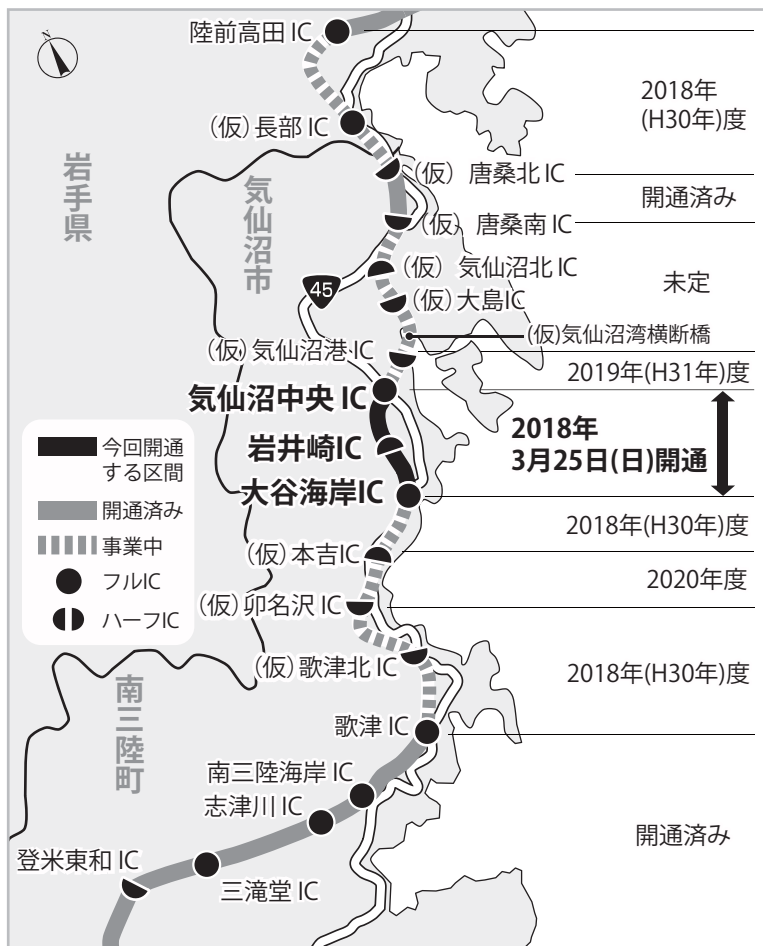 N
陸前高田 IC
2018年
(H30年)度
(仮)長部 IC
(仮) 唐桑北 IC
岩手県
気仙沼市
開通済み
(仮) 唐桑南 IC
(仮) 気仙沼北 IC
未定
45
(仮)大島IC
(仮)気仙沼湾横断橋
(仮)気仙沼港 IC
2019年(H31年)度
気仙沼中央 IC
2018年
3月25日(日)開通
岩井崎IC
大谷海岸IC
今回開通
する区間
開通済み
事業中
フルIC
ハーフIC
2018年(H30年)度
(仮)本吉IC
2020年度
(仮)卯名沢 IC
(仮)歌津北 IC
2018年(H30年)度
南三陸町
歌津 IC
南三陸海岸 IC
志津川 IC
開通済み
登米東和 IC
三滝堂 IC